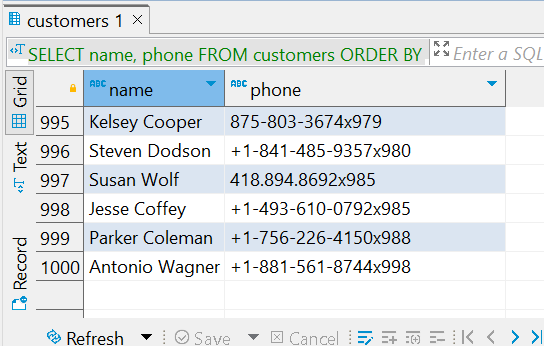 customers 1
SELECT name, phone FROM customers ORDER BY
Enter a SQL
Grid
Text
Record
ABC name ABC phone
995 Kelsey Cooper 875-803-3674x979
996 Steven Dodson +1-841-485-9357x980
997 Susan Wolf 418.894.8692x985
998 Jesse Coffey +1-493-610-0792x985
999 Parker Coleman +1-756-226-4150x988
1000 Antonio Wagner +1-881-561-8744x998
Refresh Save Cancel